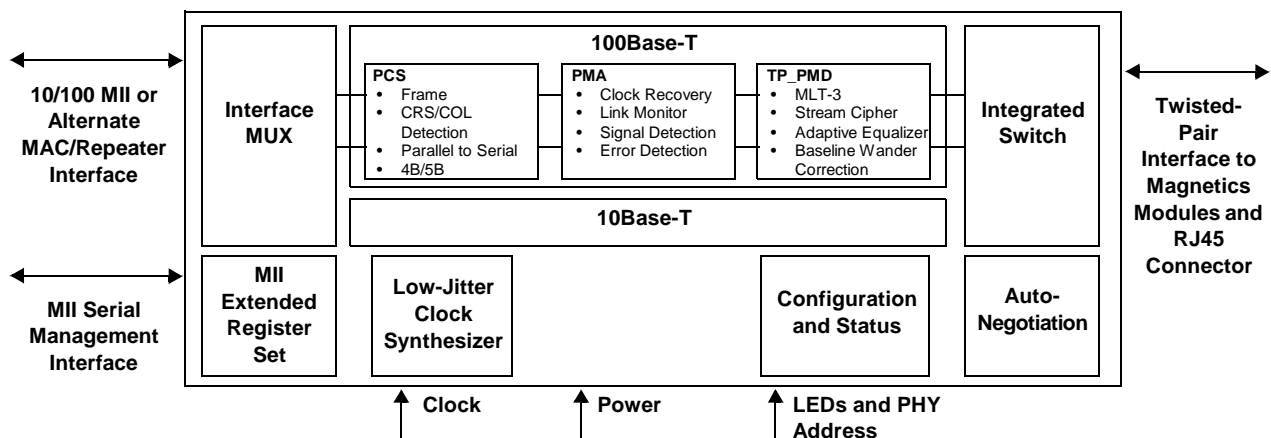 10/100 MII or
Alternate
MAC/Repeater
Interface
MII Serial
Management
Interface
Interface
MUX
100Base-T
PCS
• Frame
• CRS/COL
Detection
• Parallel to Serial
• 4B/5B
PMA
• Clock Recovery
• Link Monitor
• Signal Detection
• Error Detection
TP_PMD
• MLT-3
• Stream Cipher
• Adaptive Equalizer
• Baseline Wander
Correction
10Base-T
Integrated
Switch
MII
Extended
Register
Set
Low-Jitter
Clock
Synthesizer
Configuration
and Status
Auto-
Negotiation
Twisted-
Pair
Interface to
Magnetics
Modules and
RJ45
Connector
Clock
Power
LEDs and PHY
Address